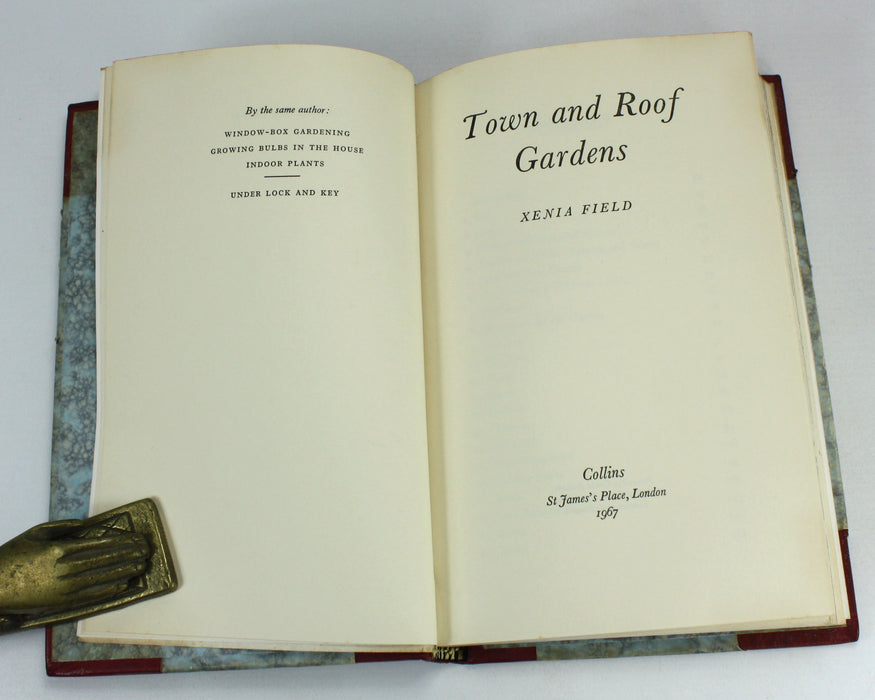 By the same author:
WINDOW-BOX GARDENING
GROWING BULBS IN THE HOUSE
INDOOR PLANTS
UNDER LOCK AND KEY
Town and Roof
Gardens
XENIA FIELD
Collins
St James's Place, London
1967